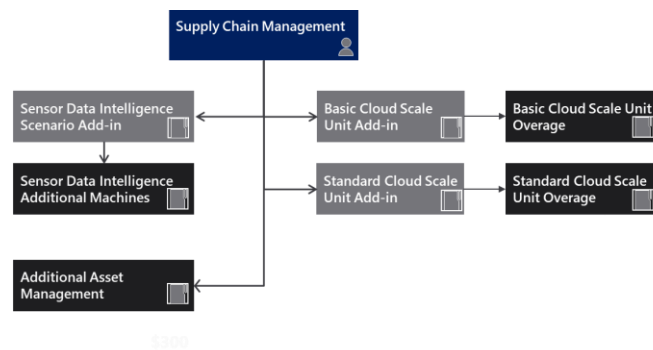 Supply Chain Management
Sensor Data Intelligence
Scenario Add-in
Basic Cloud Scale
Unit Add-in
Basic Cloud Scale Unit
Overage
Sensor Data Intelligence
Additional Machines
Standard Cloud Scale
Unit Add-in
Standard Cloud Scale
Unit Overage
Additional Asset
Management
$300